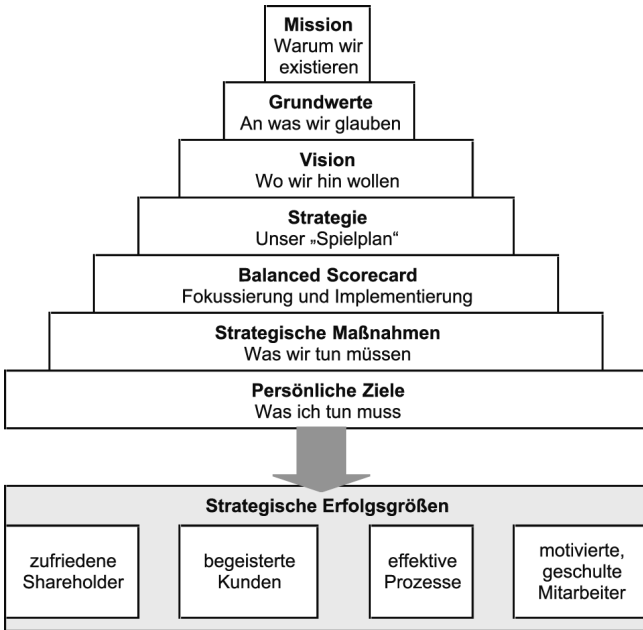 Mission
Warum wir
existieren
Grundwerte
An was wir glauben
Vision
Wo wir hin wollen
Strategie
Unser „Spielplan“
Balanced Scorecard
Fokussierung und Implementierung
Strategische Maßnahmen
Was wir tun müssen
Persönliche Ziele
Was ich tun muss
Strategische Erfolgsgrößen
zufriedene
Shareholder
begeisterte
Kunden
effektive
Prozesse
motivierte,
geschulte
Mitarbeiter